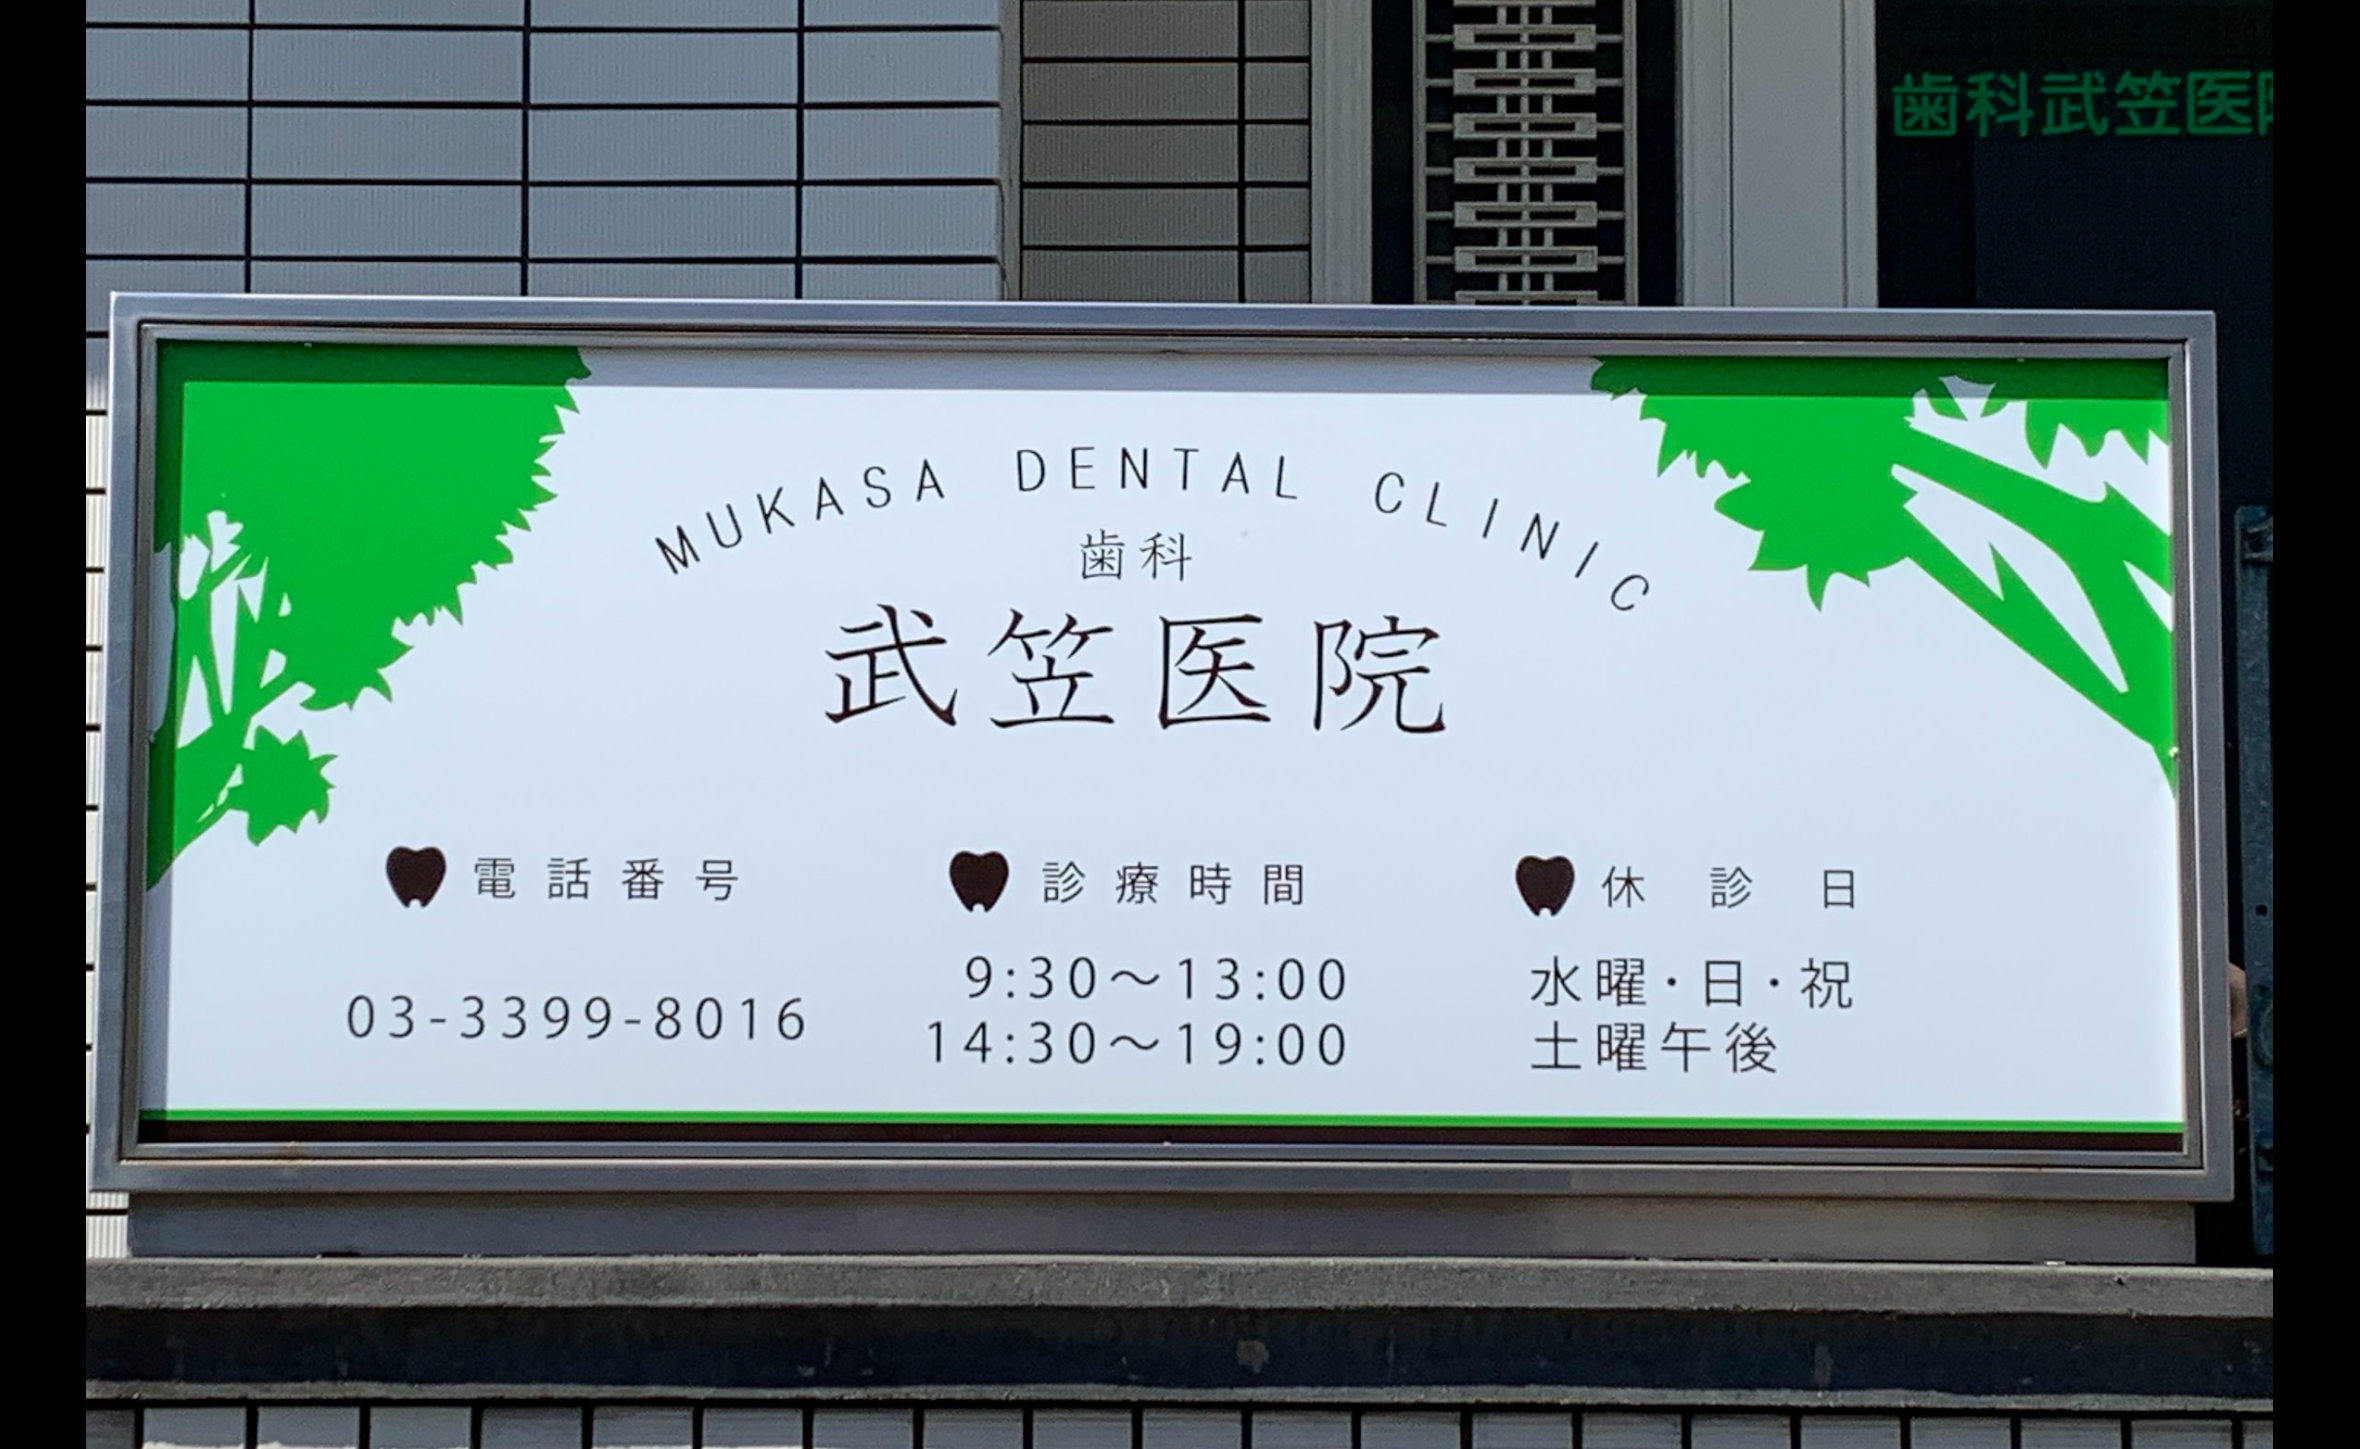 歯科武笠医院
MUKASA DENTAL CLINIC
歯科
武笠医院
電話番号
03-3399-8016
診療時間
9:30〜13:00
14:30〜19:00
休診日
水曜・日・祝
土曜午後